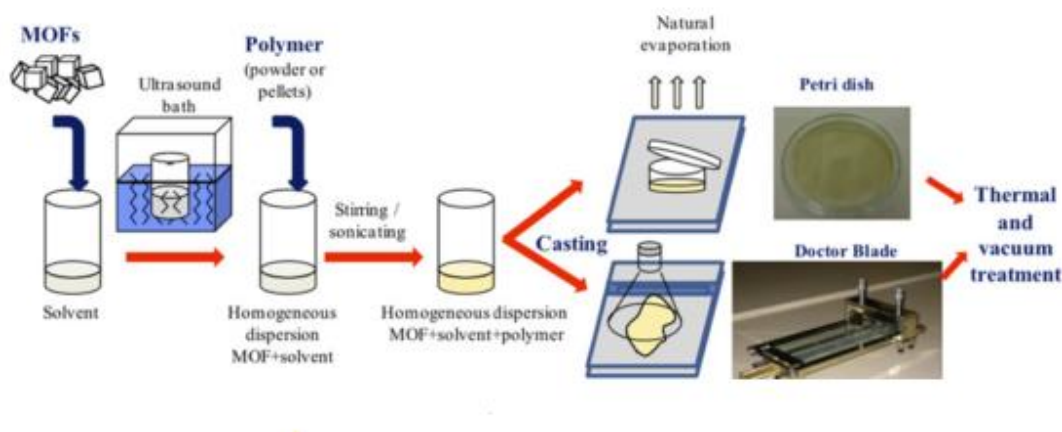 MOFs
Ultrasound
bath
Polymer
(powder or
pellets)
Solvent
Homogeneous
dispersion
MOF+solvent
Stirring /
sonicating
Homogeneous dispersion
MOF+solvent+polymer
Casting
Natural
evaporation
Petri dish
Doctor Blade
Thermal
and
vacuum
treatment